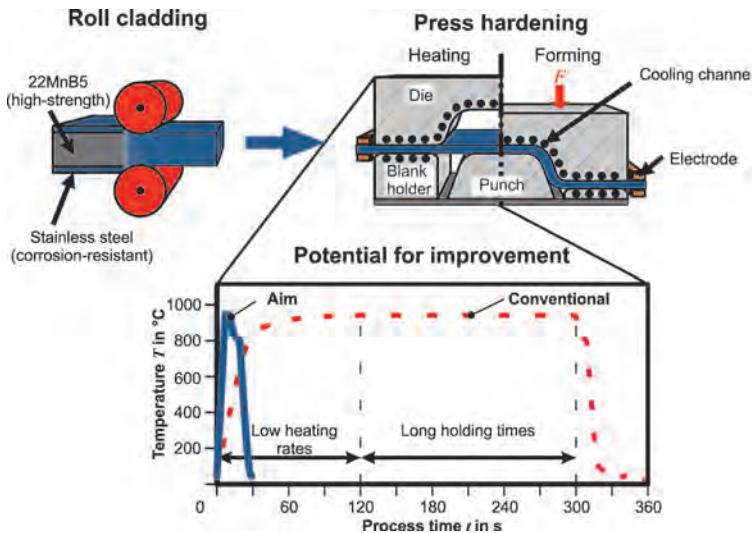 Roll cladding
Press hardening
22MnB5
(high-strength)
Stainless steel
(corrosion-resistant)
Heating
Forming
F
Cooling channe
Die
Blank
holder
Punch
Electrode
Potential for improvement
Temperature T in °C
1000
800
600
400
200
Aim
Conventional
Low heating
rates
Long holding times
0
60
120
180
240
300
360
Process time t in s